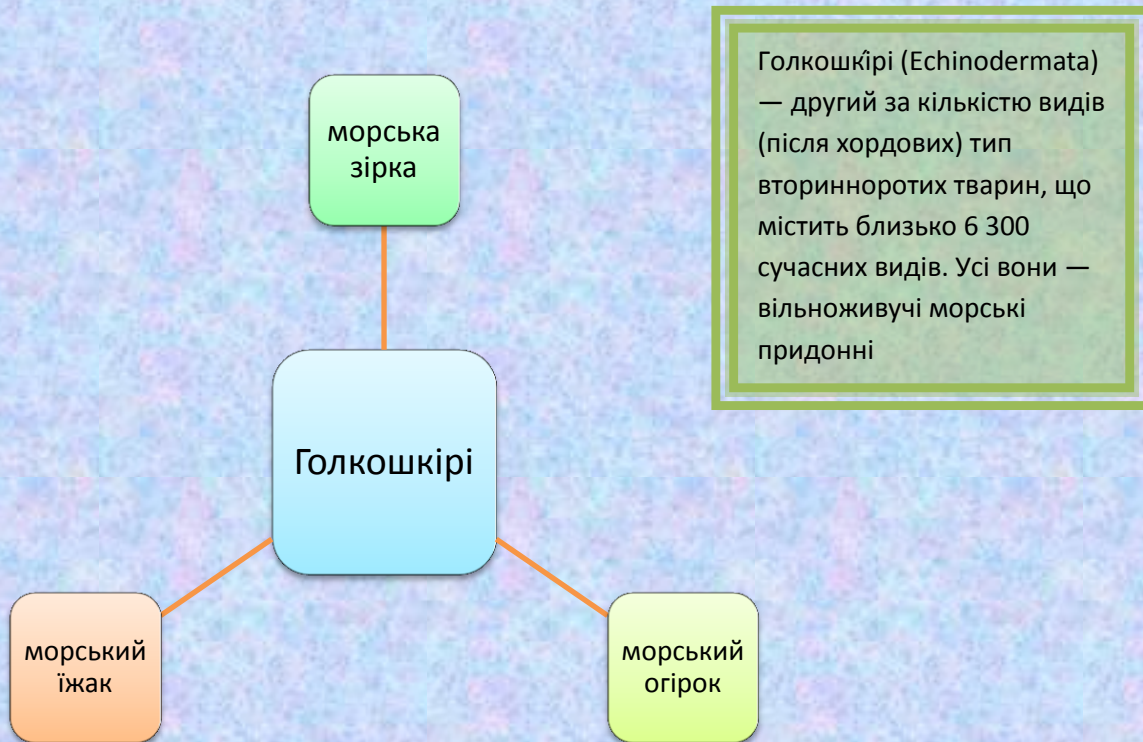 морська
зірка
Голкошкірі
морський
їжак
морський
огірок
Голкошкі́рі (Echinodermata)
— другий за кількістю видів
(після хордових) тип
вторинноротих тварин, що
містить близько 6 300
сучасних видів. Усі вони —
вільноживучі морські
придонні